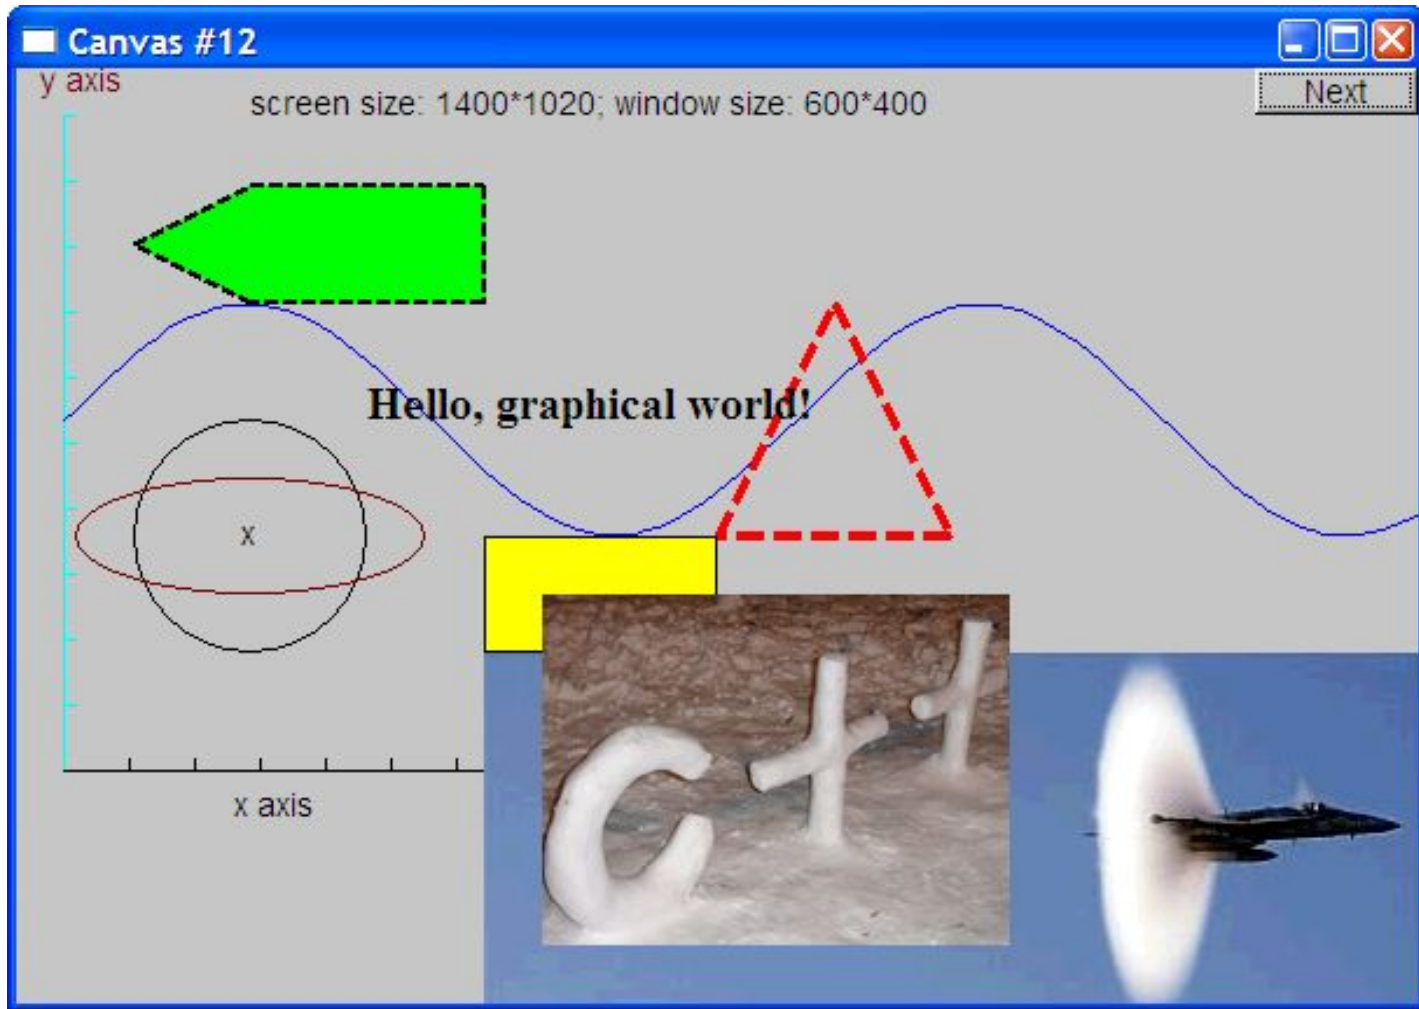 Canvas #12
y axis
screen size: 1400*1020; window size: 600*400
Next
Hello, graphical world!
x
C++
x axis